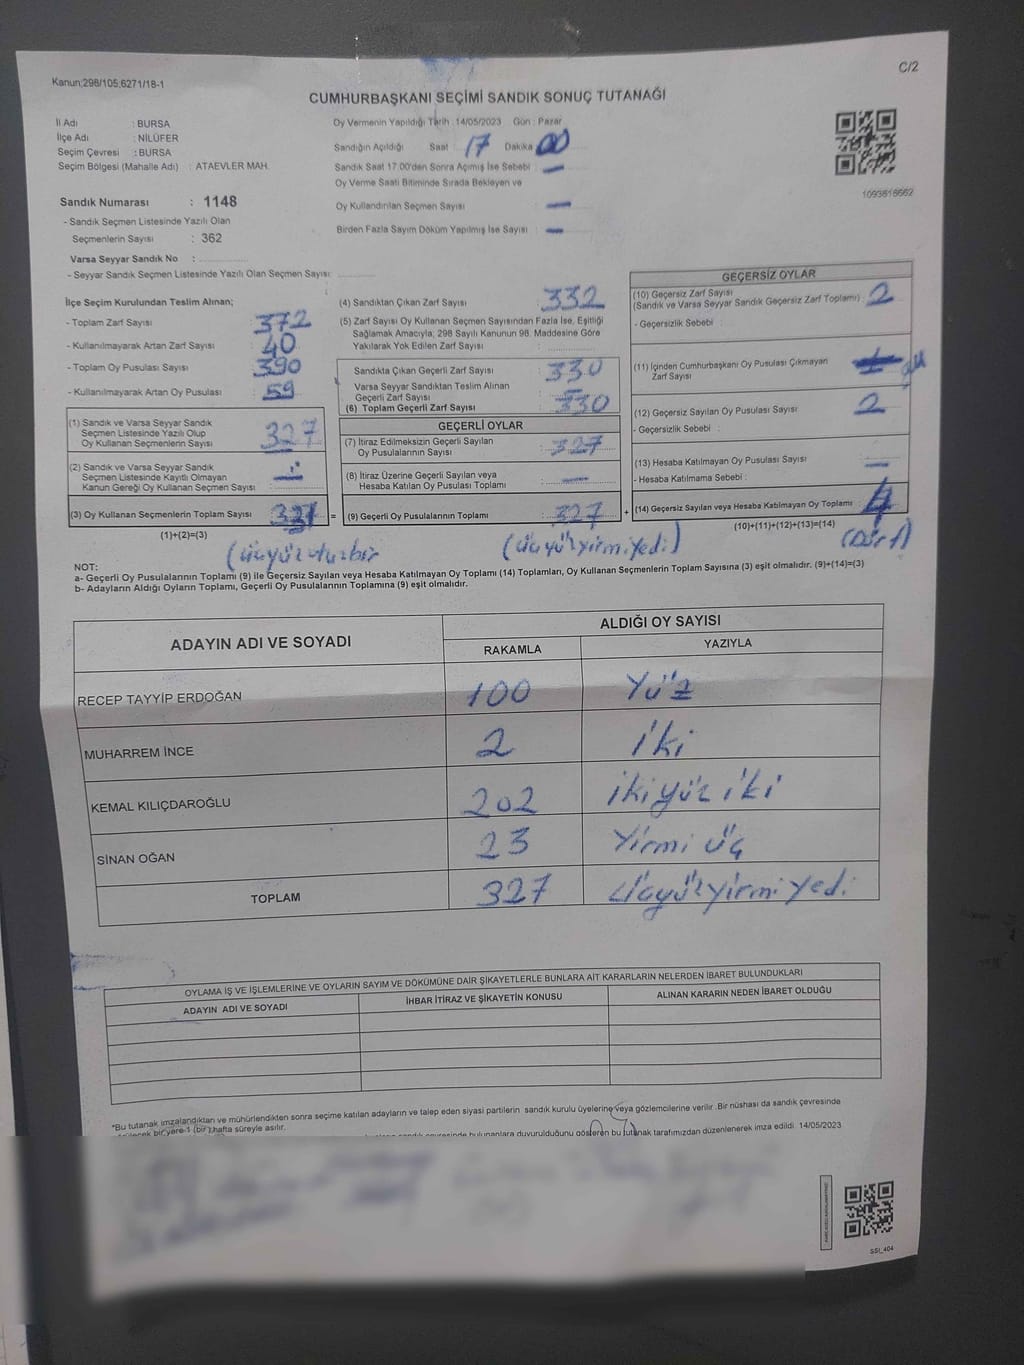 Kanun:298/105,6271/18-1
C/2
CUMHURBAŞKANI SEÇİMİ SANDIK SONUÇ TUTANAĞI
İl Adı : BURSA
İlçe Adı : NİLÜFER
Seçim Çevresi : BURSA
Seçim Bölgesi (Mahalle Adı) : ATAEVLER MAH.
Sandık Numarası : 1148
- Sandık Seçmen Listesinde Yazılı Olan
Seçmenlerin Sayısı : 362
Varsa Seyyar Sandık No :
- Seyyar Sandık Seçmen Listesinde Yazılı Olan Seçmen Sayısı:
Oy Vermenin Yapıldığı Tarih : 14/05/2023 Gün : Pazar
Sandığın Açıldığı Saat 17 Dakika 00
Sandık Saat 17.00'den Sonra Açımış İse Sebebi : —
Oy Verme Saati Bitiminde Sırada Bekleyen ve
Oy Kullandırılan Seçmen Sayısı : —
Birden Fazla Sayım Döküm Yapılmış İse Sayısı : —
1093816662
İlçe Seçim Kurulundan Teslim Alınan;
- Toplam Zarf Sayısı : 372
- Kullanılmayarak Artan Zarf Sayısı : 40
- Toplam Oy Pusulası Sayısı : 390
- Kullanılmayarak Artan Oy Pusulası : 59
(1) Sandık ve Varsa Seyyar Sandık
Seçmen Listesinde Yazılı Olup
Oy Kullanan Seçmenlerin Sayısı : 327
(2) Sandık ve Varsa Seyyar Sandık
Seçmen Listesinde Kayıtlı Olmayan
Kanun Gereği Oy Kullanan Seçmen Sayısı :
(3) Oy Kullanan Seçmenlerin Toplam Sayısı : 331 =
(1)+(2)=(3)
(üçyüzotuzbir
(4) Sandıktan Çıkan Zarf Sayısı : 332
(5) Zarf Sayısı Oy Kullanan Seçmen Sayısından Fazla İse, Eşitliği
Sağlamak Amacıyla; 298 Sayılı Kanunun 98. Maddesine Göre
Yakılarak Yok Edilen Zarf Sayısı :
Sandıkta Çıkan Geçerli Zarf Sayısı : 330
Varsa Seyyar Sandıktan Teslim Alınan
Geçerli Zarf Sayısı : —
(6) Toplam Geçerli Zarf Sayısı : 330
GEÇERLİ OYLAR
(7) İtiraz Edilmeksizin Geçerli Sayılan
Oy Pusulalarının Sayısı : 327
(8) İtiraz Üzerine Geçerli Sayılan veya
Hesaba Katılan Oy Pusulası Toplamı : —
(9) Geçerli Oy Pusulalarının Toplamı : 327 +
(üçyüzyirmiyedi)
GEÇERSİZ OYLAR
(10) Geçersiz Zarf Sayısı : 2
(Sandık ve Varsa Seyyar Sandık Geçersiz Zarf Toplamı)
- Geçersizlik Sebebi :
(11) İçinden Cumhurbaşkanı Oy Pusulası Çıkmayan
Zarf Sayısı :
(12) Geçersiz Sayılan Oy Pusulası Sayısı : 2
- Geçersizlik Sebebi :
(13) Hesaba Katılmayan Oy Pusulası Sayısı : —
- Hesaba Katılmama Sebebi :
(14) Geçersiz Sayılan veya Hesaba Katılmayan Oy Toplamı : 4
(10)+(11)+(12)+(13)=(14)
(Dört)
NOT:
a- Geçerli Oy Pusulalarının Toplamı (9) ile Geçersiz Sayılan veya Hesaba Katılmayan Oy Toplamı (14) Toplamları, Oy Kullanan Seçmenlerin Toplam Sayısına (3) eşit olmalıdır. (9)+(14)=(3)
b- Adayların Aldığı Oyların Toplamı, Geçerli Oy Pusulalarının Toplamına (9) eşit olmalıdır.
ADAYIN ADI VE SOYADI
ALDIĞI OY SAYISI
RAKAMLA YAZIYLA
RECEP TAYYİP ERDOĞAN 100 Yüz
MUHARREM İNCE 2 iki
KEMAL KILIÇDAROĞLU 202 ikiyüz iki
SİNAN OĞAN 23 Yirmi üç
TOPLAM 327 üçyüzyirmiyedi
OYLAMA İŞ VE İŞLEMLERİNE VE OYLARIN SAYIM VE DÖKÜMÜNE DAİR ŞİKAYETLERLE BUNLARA AİT KARARLARIN NELERDEN İBARET BULUNDUKLARI
ADAYIN ADI VE SOYADI İHBAR İTİRAZ VE ŞİKAYETİN KONUSU ALINAN KARARIN NEDEN İBARET OLDUĞU
*Bu tutanak imzalandıktan ve mühürlendikten sonra seçime katılan adayların ve talep eden siyasi partilerin sandık kurulu üyelerine veya gözlemcilerine verilir. Bir nüshası da sandık çevresinde
bir yere 1 (bir) hafta süreyle asılır.
bulunanlara duyurulduğunu gösteren bu tutanak tarafımızdan düzenlenerek imza edildi. 14/05/2023
SSI_404